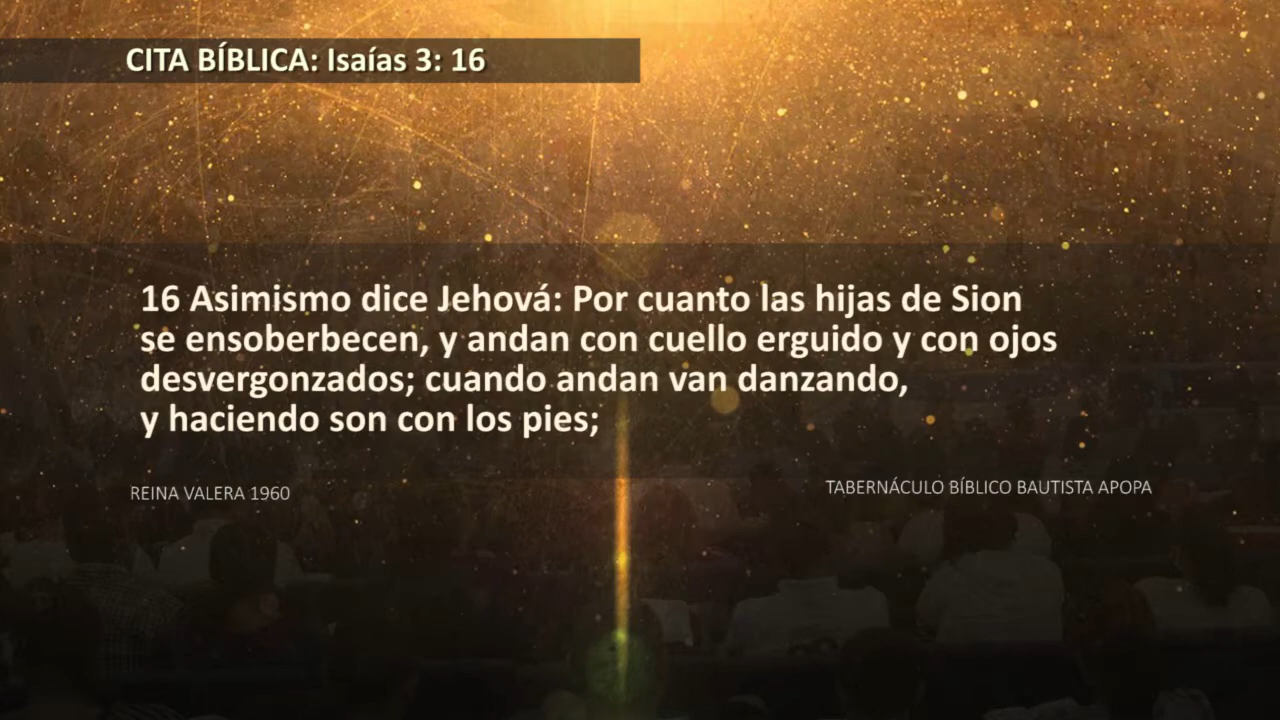 CITA BÍBLICA: Isaías 3: 16
16 Asimismo dice Jehová: Por cuanto las hijas de Sion
se ensoberbecen, y andan con cuello erguido y con ojos
desvergonzados; cuando andan van danzando,
y haciendo son con los pies;
REINA VALERA 1960
TABERNÁCULO BÍBLICO BAUTISTA APOPA